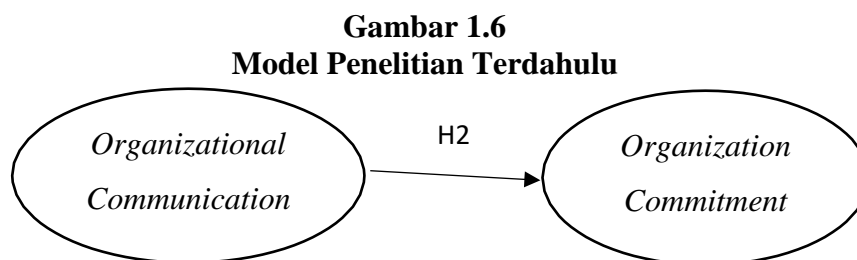 Gambar 1.6
Model Penelitian Terdahulu
H2
Organizational
Communication
Organization
Commitment